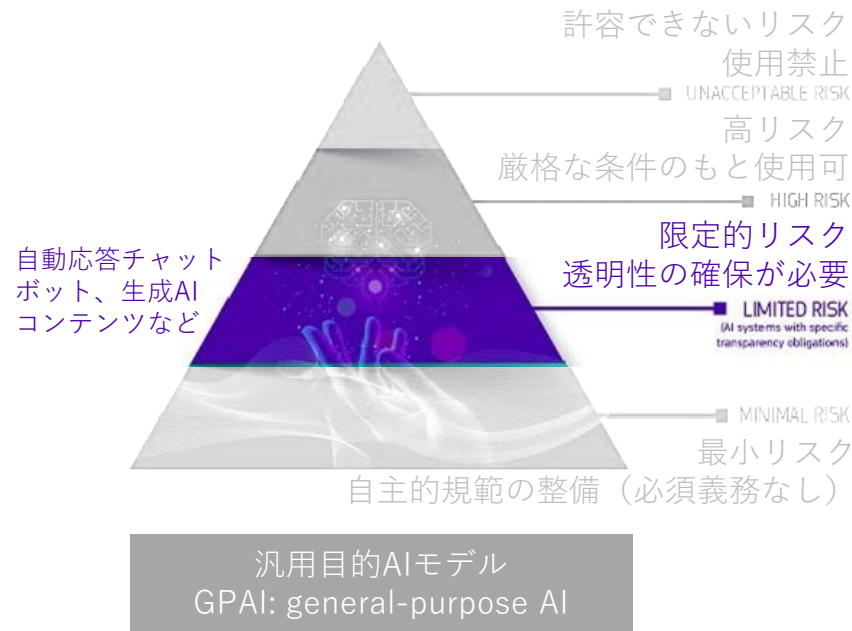 許容できないリスク
使用禁止
UNACCEPTABLE RISK
高リスク
厳格な条件のもと使用可
HIGH RISK
限定的リスク
透明性の確保が必要
自動応答チャット
ボット、生成AI
コンテンツなど
LIMITED RISK
(AI systems with specific
transparency obligations)
MINIMAL RISK
最小リスク
自主的規範の整備（必須義務なし）
汎用目的AIモデル
GPAI: general-purpose AI